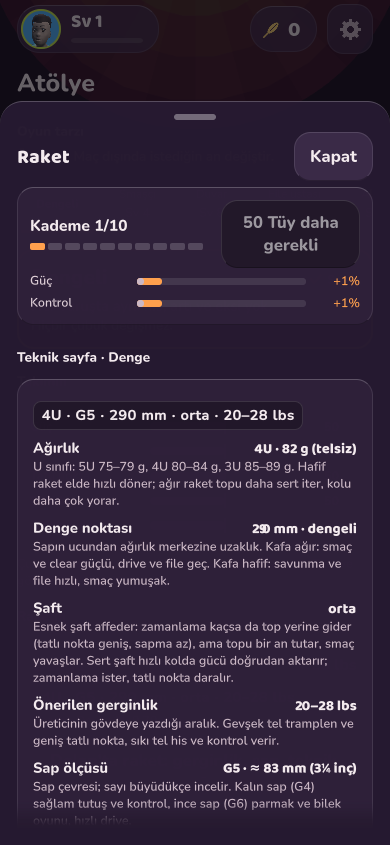 Sv 1
0
Atölye
Raket
Kapat
Kademe 1/10
50 Tüy daha
gerekli
Güç +1%
Kontrol +1%
Teknik sayfa · Denge
4U · G5 · 290 mm · orta · 20–28 lbs
Ağırlık 4U · 82 g (telsiz)
U sınıfı: 5U 75–79 g, 4U 80–84 g, 3U 85–89 g. Hafif
raket elde hızlı döner; ağır raket topu daha sert iter, kolu
daha çok yorar.
Denge noktası 290 mm · dengeli
Sapın ucundan ağırlık merkezine uzaklık. Kafa ağır: smaç
ve clear güçlü, drive ve file geç. Kafa hafif: savunma ve
file hızlı, smaç yumuşak.
Şaft orta
Esnek şaft affeder: zamanlama kaçsa da top yerine gider
(tatlı nokta geniş, sapma az), ama topu bir an tutar, smaç
yavaşlar. Sert şaft hızlı kolda gücü doğrudan aktarır;
zamanlama ister, tatlı nokta daralır.
Önerilen gerginlik 20–28 lbs
Üreticinin gövdeye yazdığı aralık. Gevşek tel tramplen ve
geniş tatlı nokta, sıkı tel his ve kontrol verir.
Sap ölçüsü G5 · ≈ 83 mm (3¼ inç)
Sap çevresi; sayı büyüdükçe incelir. Kalın sap (G4)
sağlam tutuş ve kontrol, ince sap (G6) parmak ve bilek
oyunu, hızlı drive.